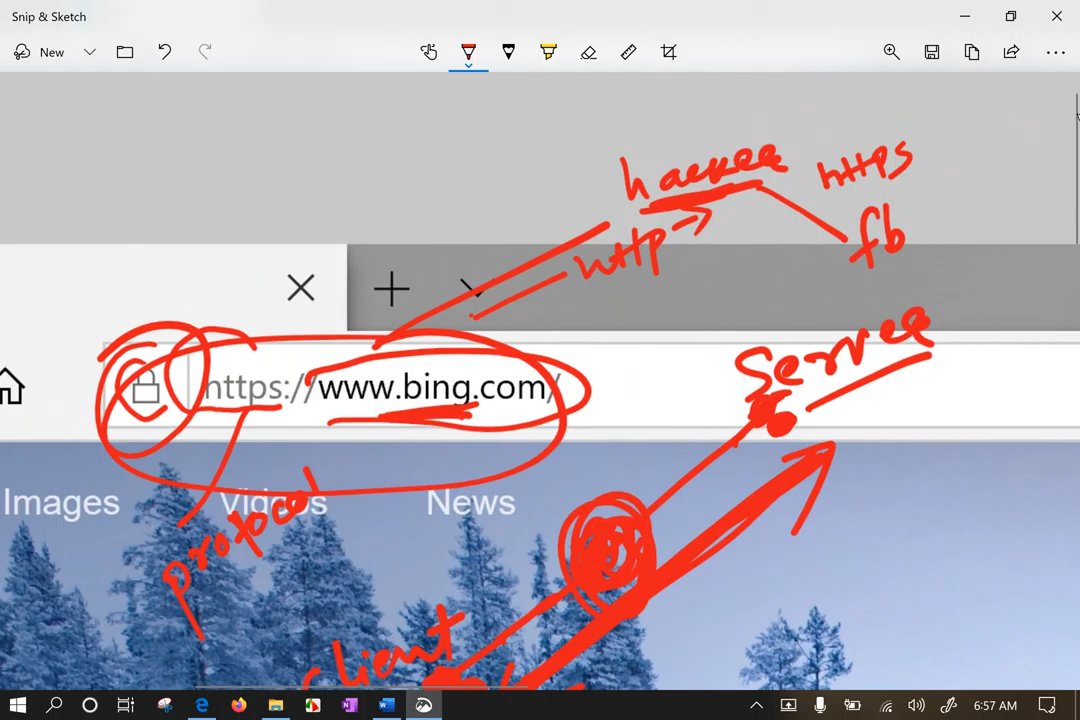 Snip & Sketch
New
hacker https
http fb
Server
https://www.bing.com/
Images Videos News
protocol
client
6:57 AM